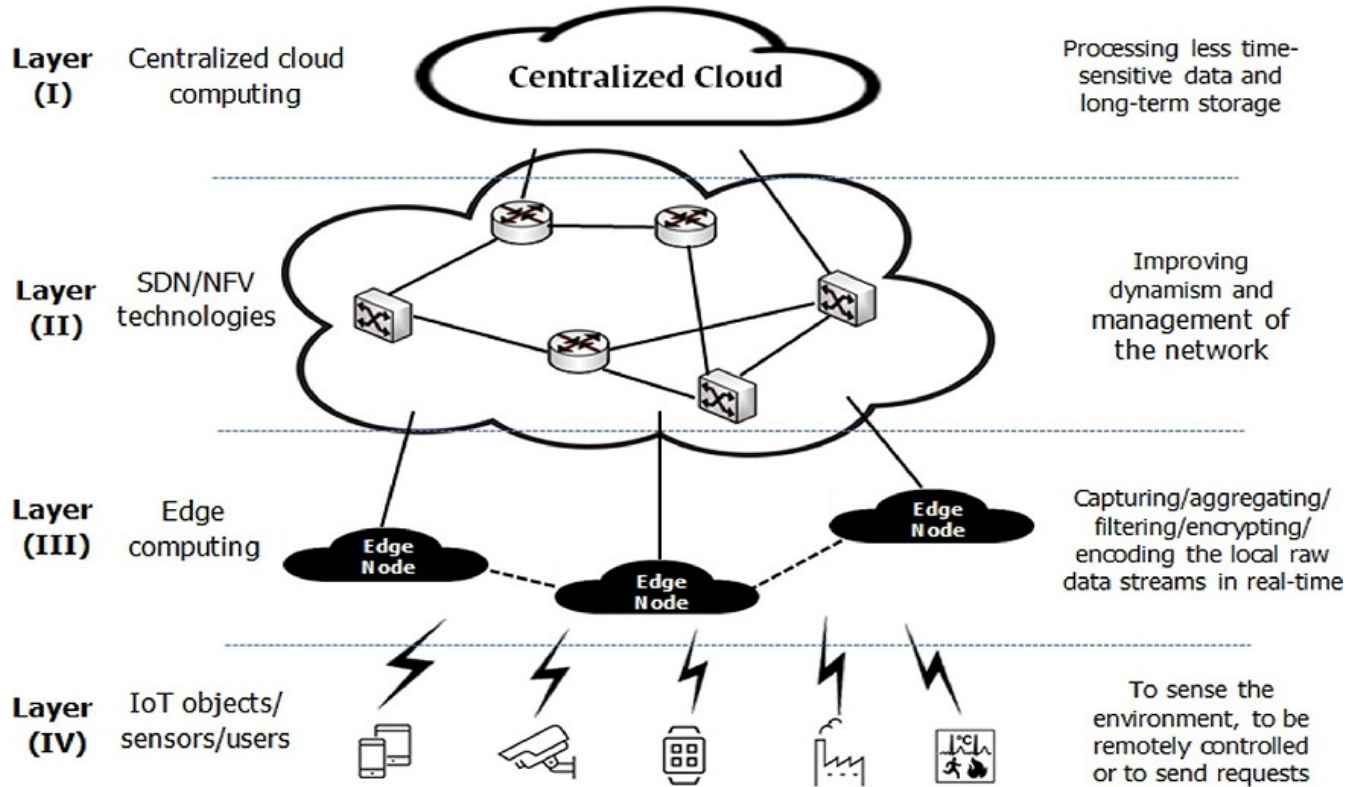 Layer
(I)
Centralized cloud
computing
Centralized Cloud
Processing less time-
sensitive data and
long-term storage
Layer
(II)
SDN/NFV
technologies
Improving
dynamism and
management of
the network
Layer
(III)
Edge
computing
Edge
Node
Edge
Node
Edge
Node
Capturing/aggregating/
filtering/encrypting/
encoding the local raw
data streams in real-time
Layer
(IV)
IoT objects/
sensors/users
°C
To sense the
environment, to be
remotely controlled
or to send requests